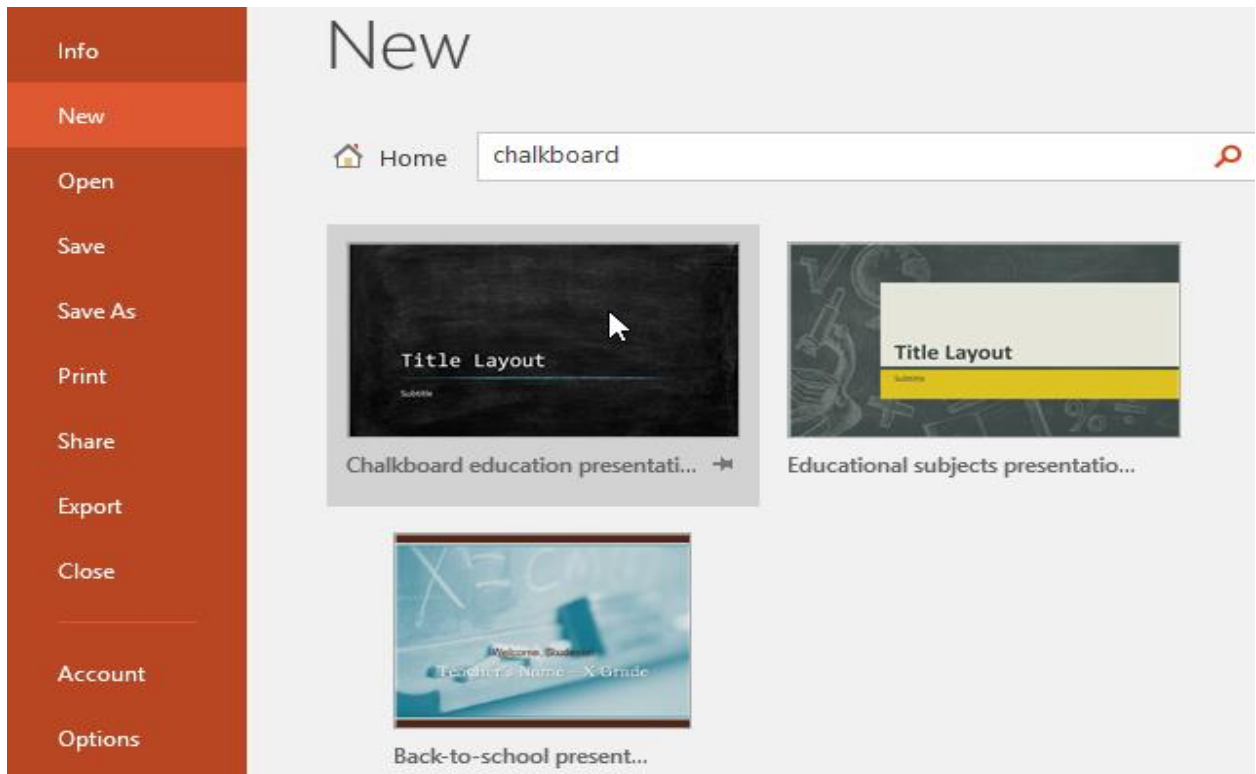 Info
New
Open
Save
Save As
Print
Share
Export
Close
Account
Options
New
Home
chalkboard
Title Layout
Subtitle
Chalkboard education presentati...
Title Layout
Subtitle
Educational subjects presentatio...
X=
Welcome, Students!
Teacher's Name – X Grade
Back-to-school present...